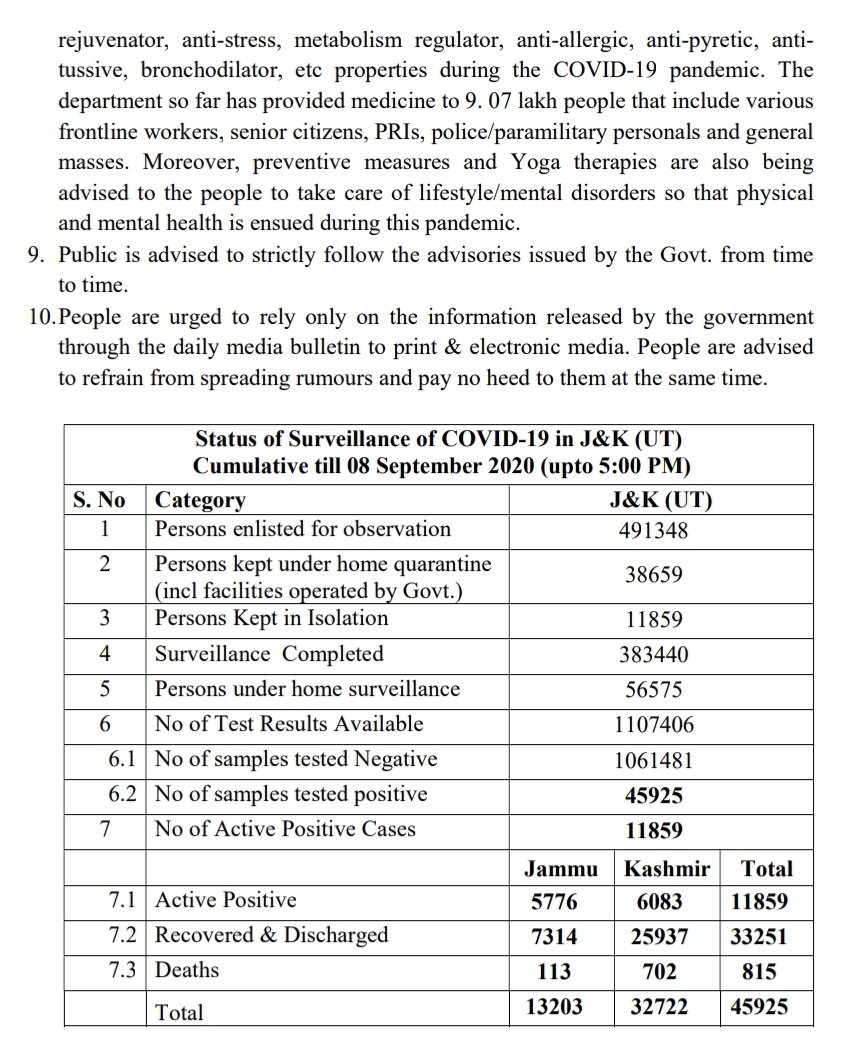 rejuvenator, anti-stress, metabolism regulator, anti-allergic, anti-pyretic, anti-
tussive, bronchodilator, etc properties during the COVID-19 pandemic. The
department so far has provided medicine to 9. 07 lakh people that include various
frontline workers, senior citizens, PRIs, police/paramilitary personals and general
masses. Moreover, preventive measures and Yoga therapies are also being
advised to the people to take care of lifestyle/mental disorders so that physical
and mental health is ensued during this pandemic.
9. Public is advised to strictly follow the advisories issued by the Govt. from time
to time.
10.People are urged to rely only on the information released by the government
through the daily media bulletin to print & electronic media. People are advised
to refrain from spreading rumours and pay no heed to them at the same time.
Status of Surveillance of COVID-19 in J&K (UT)
Cumulative till 08 September 2020 (upto 5:00 PM)
S. No Category J&K (UT)
1 Persons enlisted for observation 491348
2 Persons kept under home quarantine
(incl facilities operated by Govt.) 38659
3 Persons Kept in Isolation 11859
4 Surveillance Completed 383440
5 Persons under home surveillance 56575
6 No of Test Results Available 1107406
6.1 No of samples tested Negative 1061481
6.2 No of samples tested positive 45925
7 No of Active Positive Cases 11859
Jammu Kashmir Total
7.1 Active Positive 5776 6083 11859
7.2 Recovered & Discharged 7314 25937 33251
7.3 Deaths 113 702 815
Total 13203 32722 45925